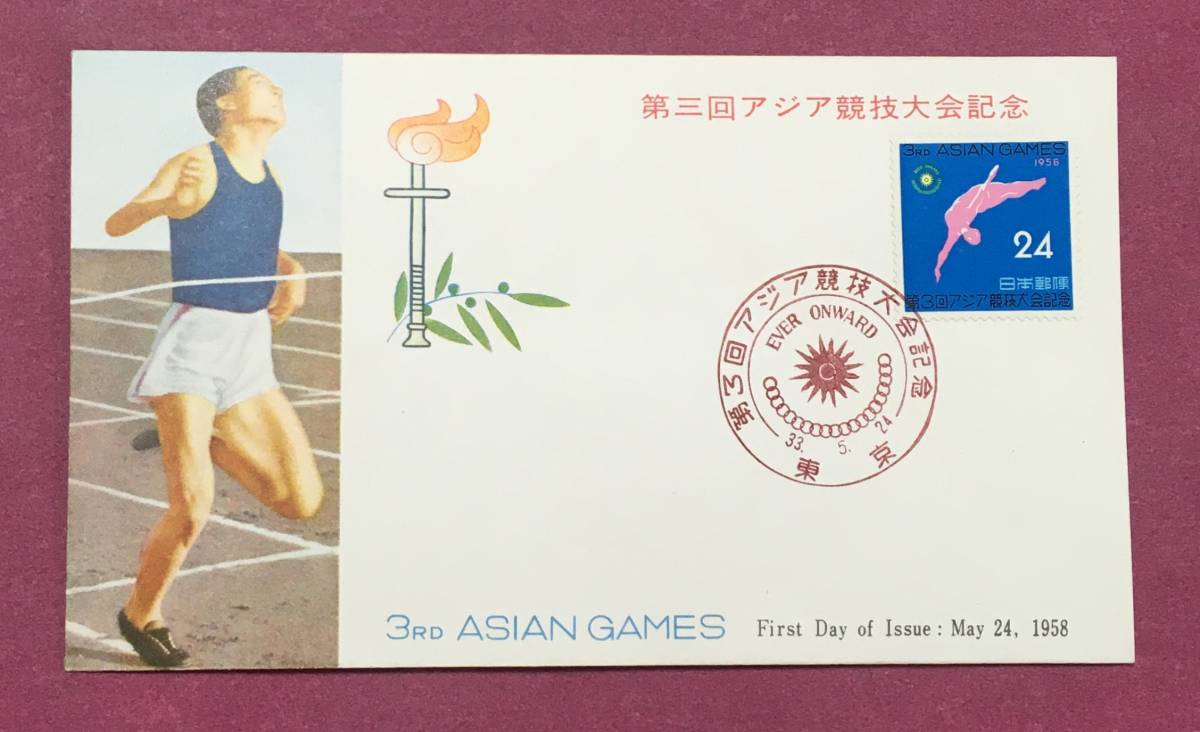 第三回アジア競技大会記念
3RD ASIAN GAMES
1958
24
日本郵便
第3回アジア競技大会記念
第3回アジア競技大会記念
EVER ONWARD
33. 5. 24
東京
3RD ASIAN GAMES First Day of Issue: May 24, 1958